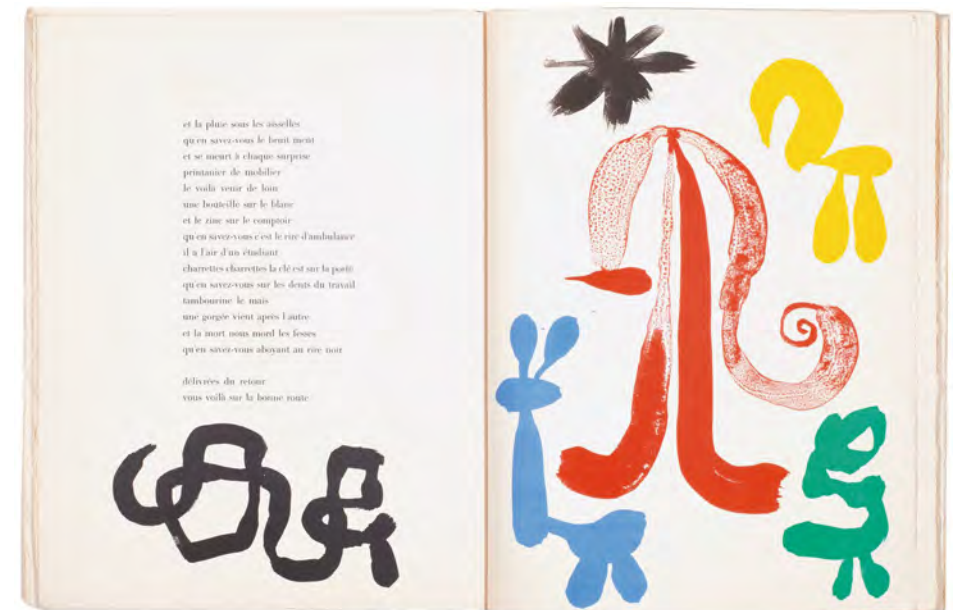 et la pluie sous les aisselles
qu'en savez-vous le bruit ment
et se meurt à chaque surprise
printanier de mobilier
le voilà venir de loin
une bouteille sur le blanc
et le zinc sur le comptoir
qu'en savez-vous c'est le rire d'ambulance
il a l'air d'un étudiant
charrettes charrettes la clé est sur la porte
qu'en savez-vous sur les dents du travail
tambourine le maïs
une gorgée vient après l'autre
et la mort nous mord les fesses
qu'en savez-vous aboyant au rire noir
délivrées du retour
vous voilà sur la bonne route